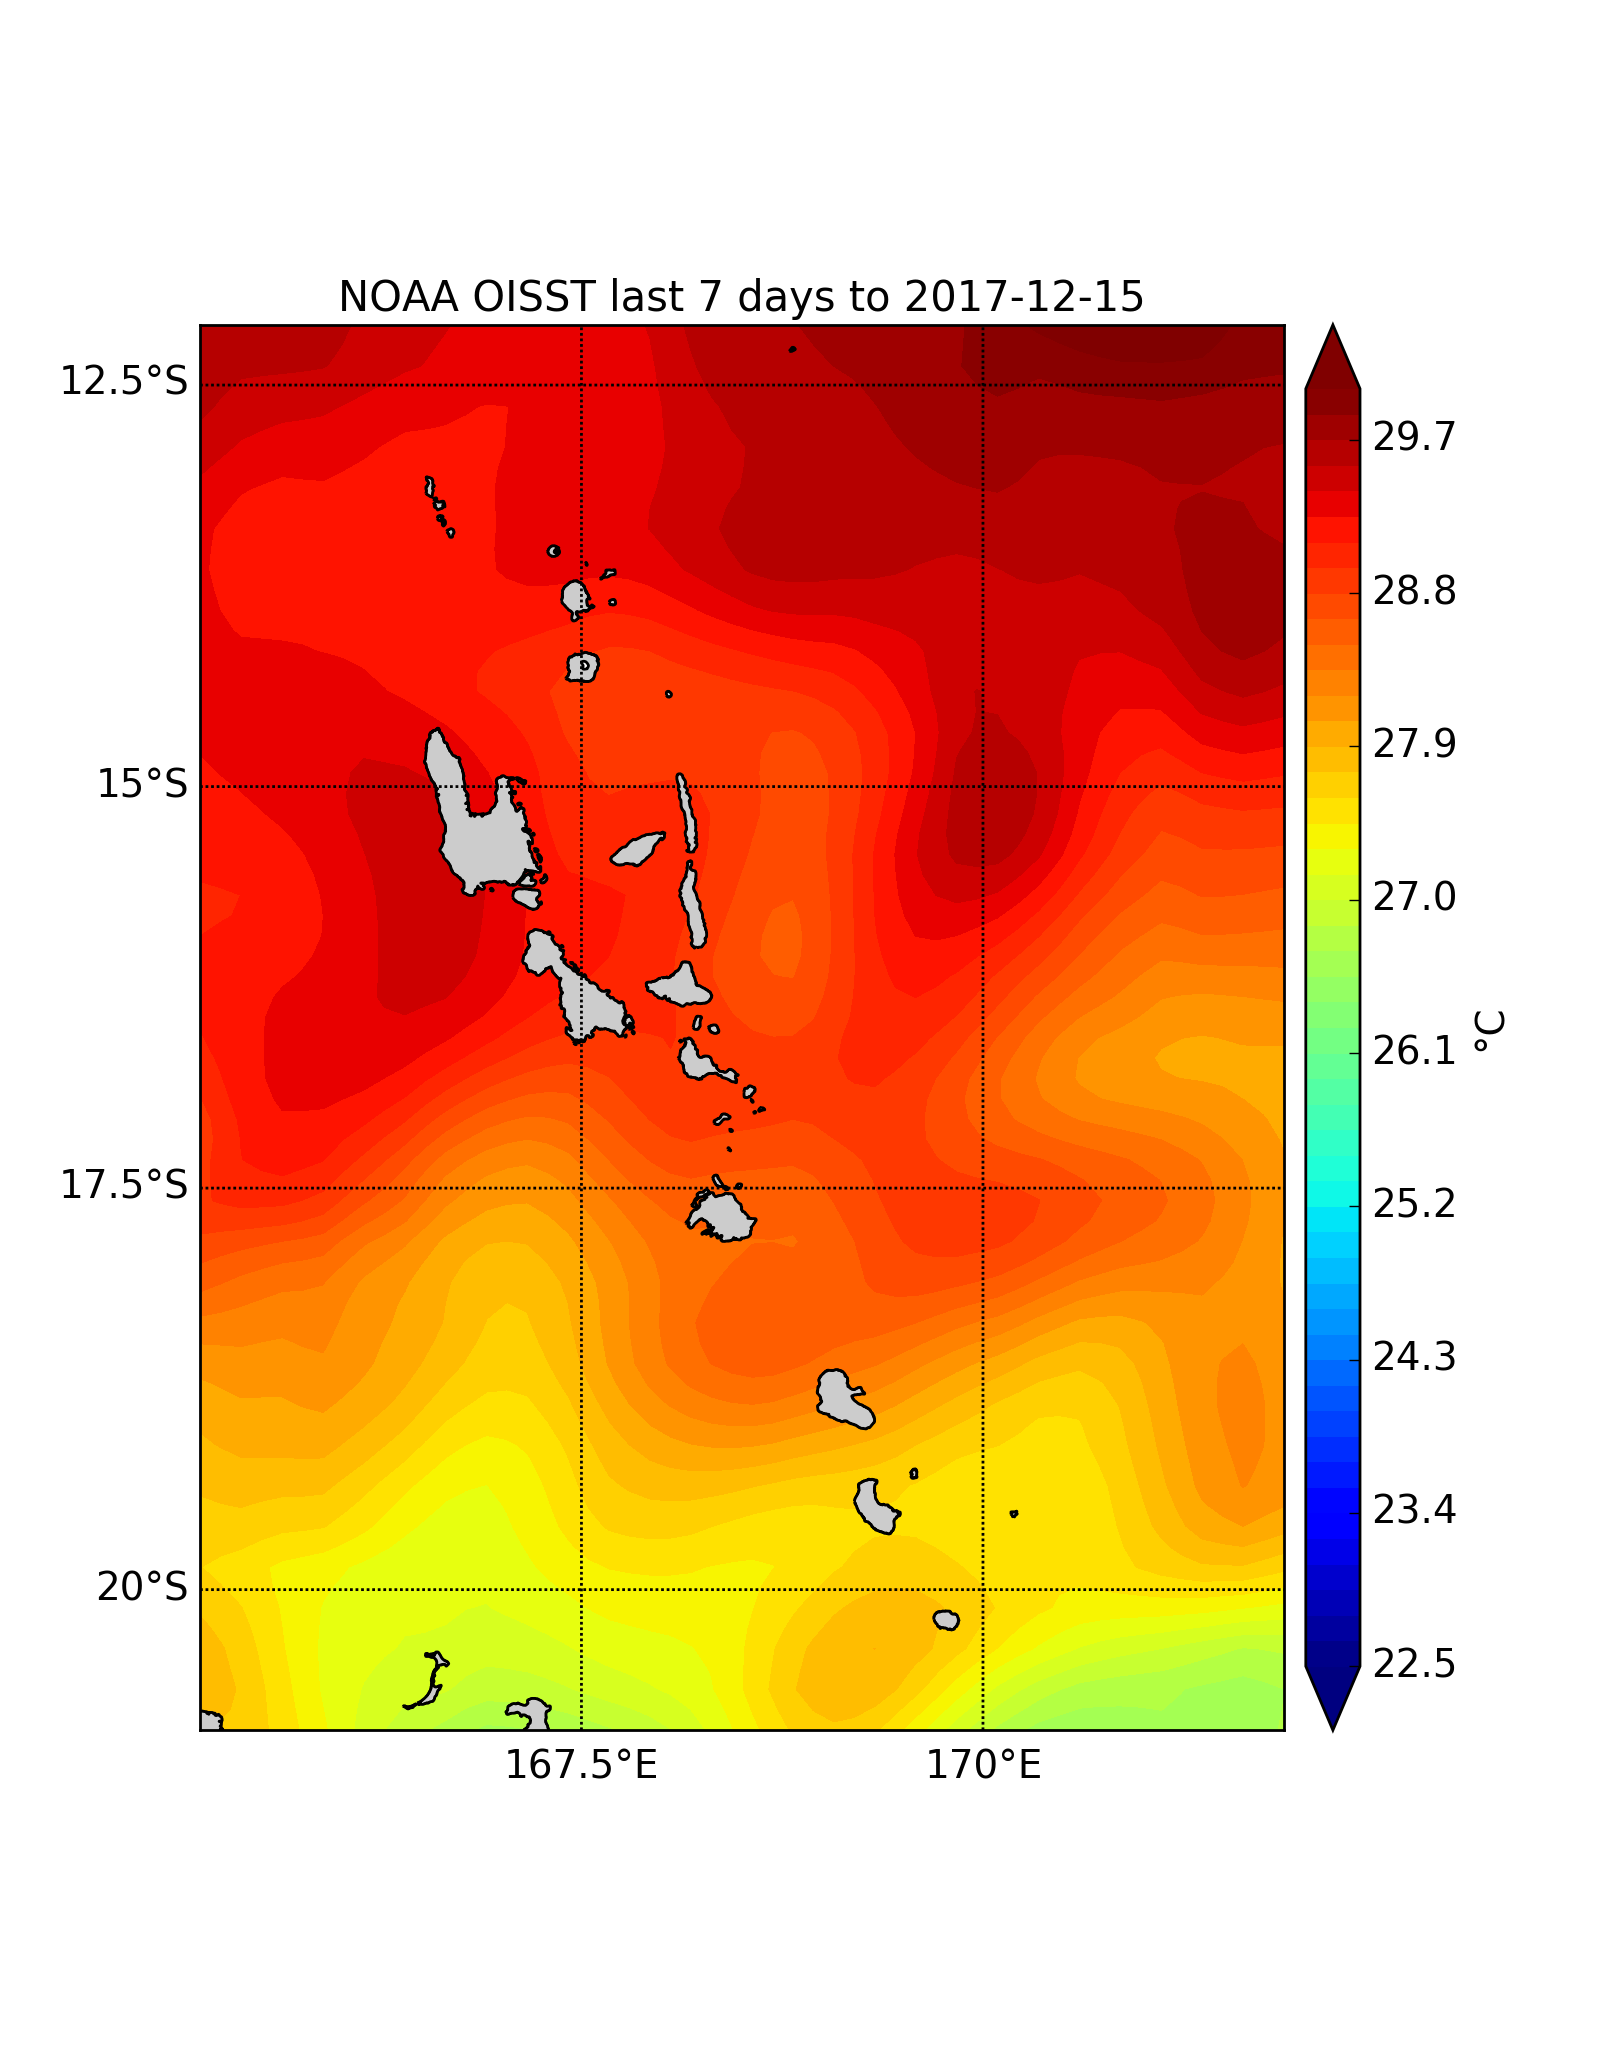 NOAA OISST last 7 days to 2017-12-15
12.5°S
15°S
17.5°S
20°S
167.5°E
170°E
29.7
28.8
27.9
27.0
26.1
25.2
24.3
23.4
22.5
°C